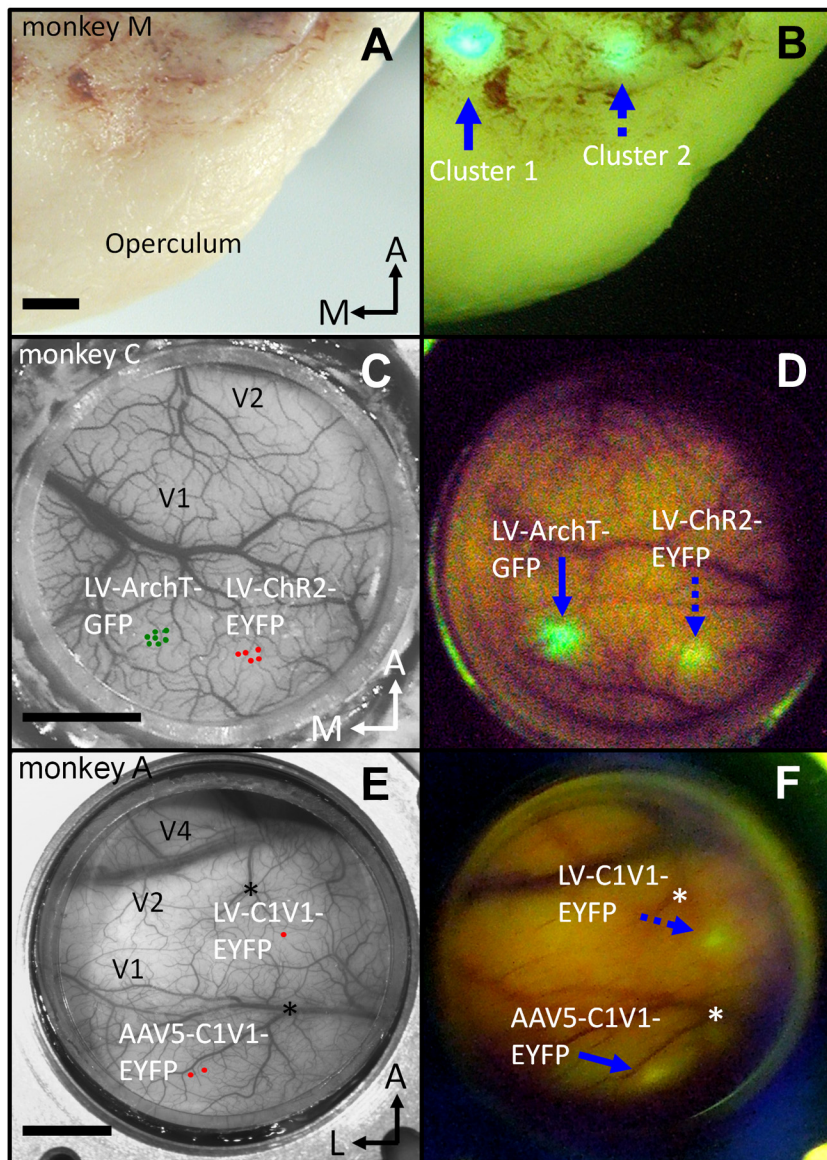 monkey M
A
Operculum
A
M
B
Cluster 1
Cluster 2
monkey C
C
V2
V1
LV-ArchT-
GFP
LV-ChR2-
EYFP
A
M
D
LV-ArchT-
GFP
LV-ChR2-
EYFP
monkey A
E
V4
*
V2
LV-C1V1-
EYFP
V1
*
AAV5-C1V1-
EYFP
A
L
F
LV-C1V1-
EYFP
*
AAV5-C1V1-
EYFP
*